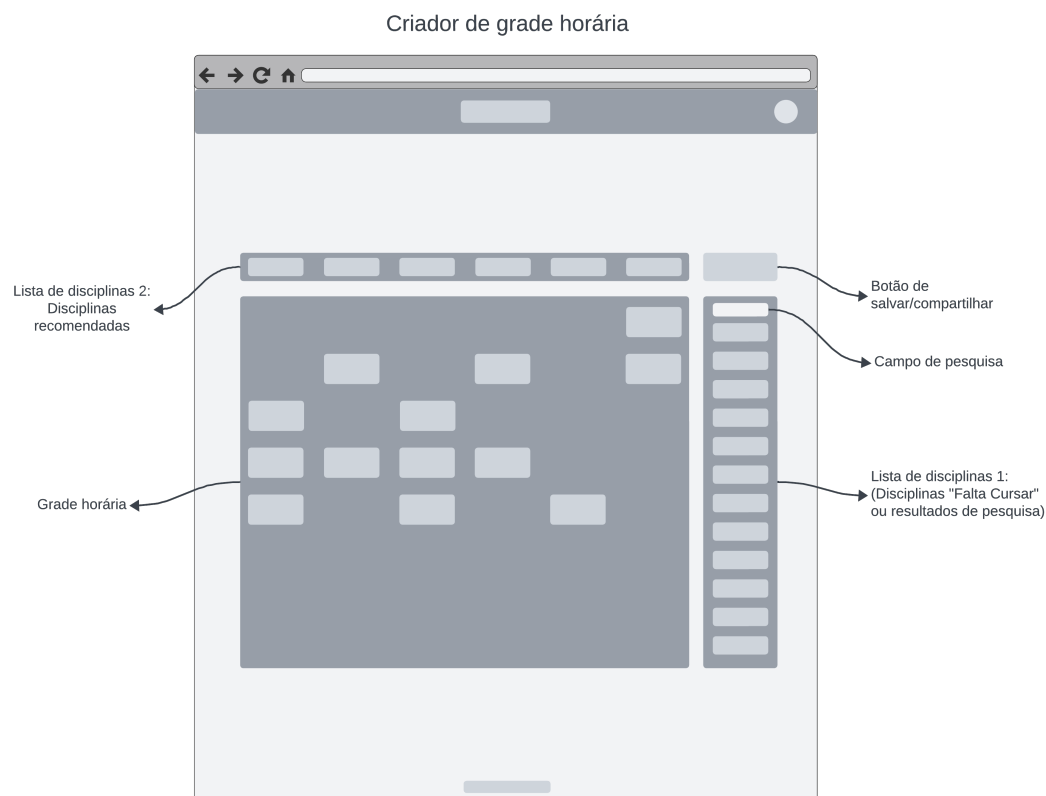 Criador de grade horária
Lista de disciplinas 2:
Disciplinas
recomendadas
Botão de
salvar/compartilhar
Campo de pesquisa
Grade horária
Lista de disciplinas 1:
(Disciplinas "Falta Cursar"
ou resultados de pesquisa)